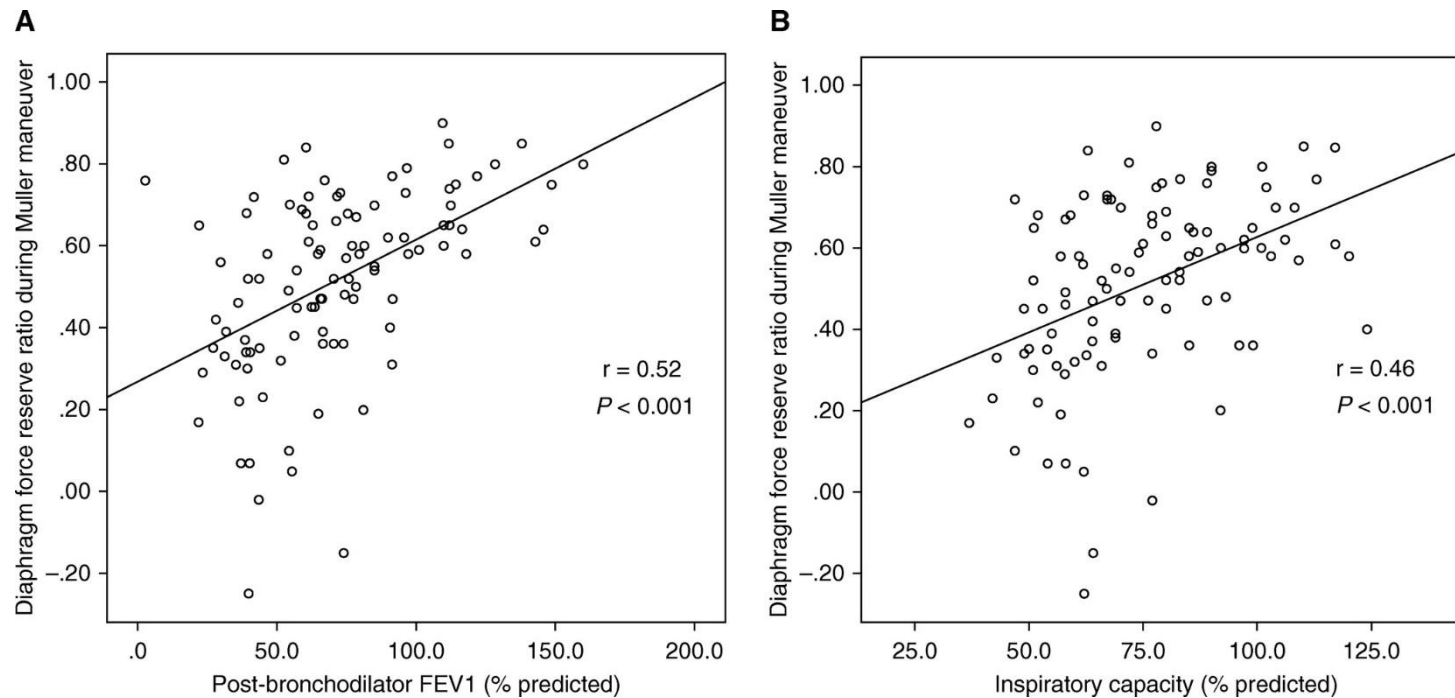 A
Diaphragm force reserve ratio during Muller maneuver
1.00
.80
.60
.40
.20
.00
–.20
r = 0.52
P < 0.001
.0
50.0
100.0
150.0
200.0
Post-bronchodilator FEV1 (% predicted)
B
Diaphragm force reserve ratio during Muller maneuver
1.00
.80
.60
.40
.20
.00
–.20
r = 0.46
P < 0.001
25.0
50.0
75.0
100.0
125.0
Inspiratory capacity (% predicted)